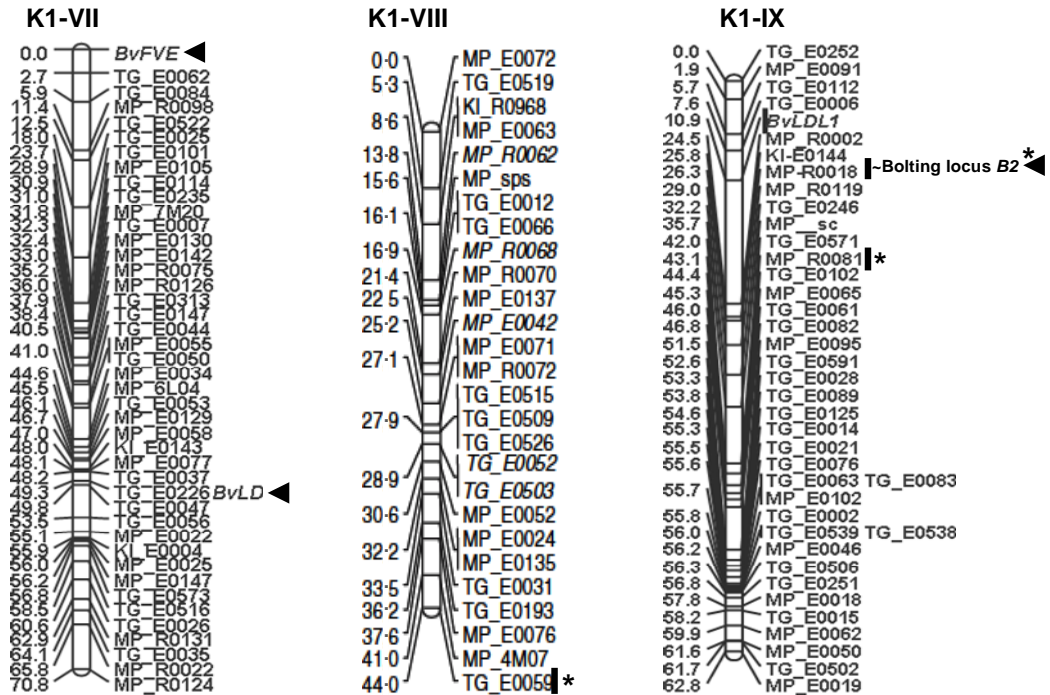 K1-VII
0.0 BvFVE
2.7 TG_E0062
5.9 TG_E0084
11.4 MP_R0098
12.5 TG_E0522
18.0 TG_E0025
23.7 TG_E0101
28.9 MP_E0105
30.9 TG_E0114
31.0 TG_E0235
31.8 MP_7M20
32.3 TG_E0007
32.4 MP_E0130
33.0 MP_E0142
35.2 MP_R0075
36.0 MP_R0126
37.9 TG_E0313
38.4 TG_E0147
40.5 TG_E0044
MP_E0055
41.0 TG_E0050
44.6 MP_E0034
45.5 MP_6L04
46.1 TG_E0053
46.7 MP_E0129
47.0 MP_E0058
48.0 KI_E0143
48.1 MP_E0077
48.2 TG_E0037
49.3 TG_E0226 BvLD
49.8 TG_E0047
53.5 TG_E0056
55.1 MP_E0022
55.9 KI_E0004
56.0 MP_E0025
56.2 MP_E0147
56.8 TG_E0573
58.5 TG_E0516
60.6 TG_E0026
62.9 MP_R0131
64.1 TG_E0035
65.8 MP_R0022
70.8 MP_R0124
K1-VIII
0·0 MP_E0072
5·3 TG_E0519
KI_R0968
8·6 MP_E0063
13·8 MP_R0062
15·6 MP_sps
TG_E0012
16·1 TG_E0066
16·9 MP_R0068
21·4 MP_R0070
22·5 MP_E0137
25·2 MP_E0042
MP_E0071
27·1 MP_R0072
TG_E0515
27·9 TG_E0509
TG_E0526
TG_E0052
28·9 TG_E0503
30·6 MP_E0052
MP_E0024
32·2 MP_E0135
33·5 TG_E0031
36·2 TG_E0193
37·6 MP_E0076
41·0 MP_4M07
44·0 TG_E0059 *
K1-IX
0.0 TG_E0252
1.9 MP_E0091
5.7 TG_E0112
7.6 TG_E0006
10.9 BvLDL1
24.5 MP_R0002
25.8 KI-E0144
26.3 MP-R0018 ~Bolting locus B2 *
29.0 MP_R0119
32.2 TG_E0246
35.7 MP__sc
42.0 TG_E0571
43.1 MP_R0081 *
44.4 TG_E0102
45.3 MP_E0065
46.0 TG_E0061
46.8 TG_E0082
51.5 MP_E0095
52.6 TG_E0591
53.3 TG_E0028
53.8 TG_E0089
54.6 TG_E0125
55.3 TG_E0014
55.5 TG_E0021
55.6 TG_E0076
TG_E0063 TG_E0083
55.7 MP_E0102
55.8 TG_E0002
56.0 TG_E0539 TG_E0538
56.2 MP_E0046
56.3 TG_E0506
56.8 TG_E0251
57.8 MP_E0018
58.2 TG_E0015
59.9 MP_E0062
61.6 MP_E0050
61.7 TG_E0502
62.8 MP_E0019